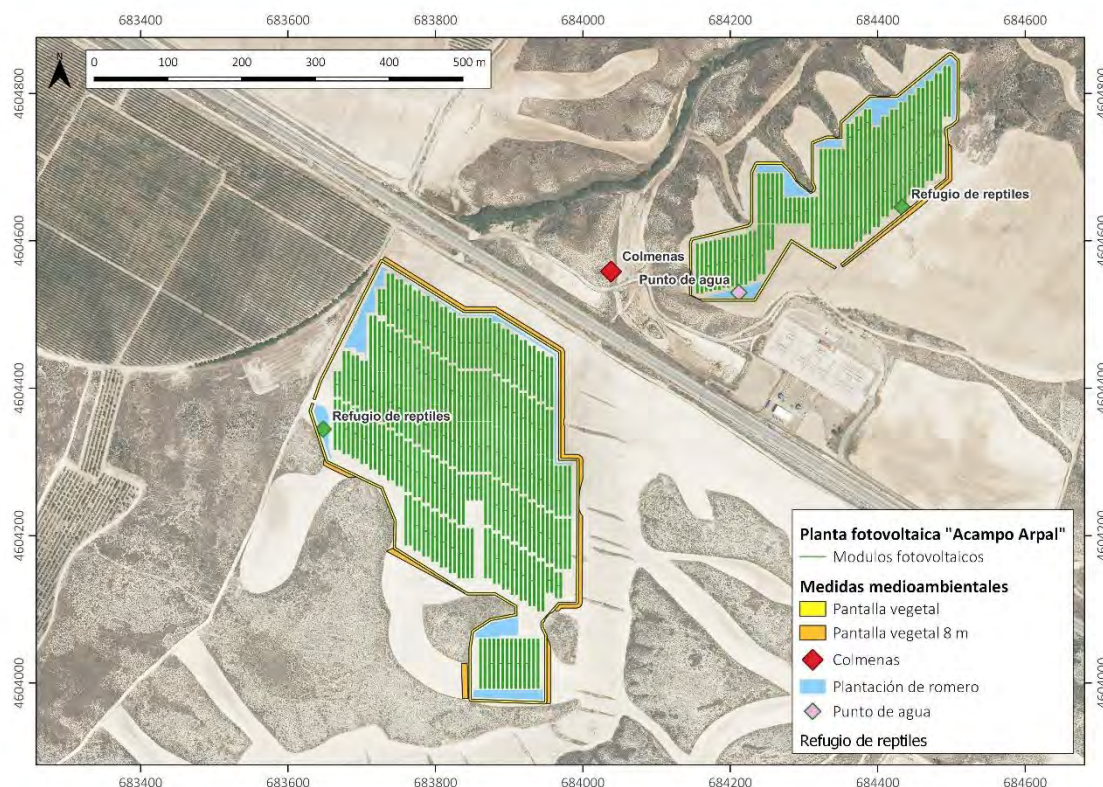 683400 683600 683800 684000 684200 684400 684600
N
0 100 200 300 400 500 m
4604800 4604800
Refugio de reptiles
4604600 4604600
Colmenas
Punto de agua
4604400 4604400
Refugio de reptiles
4604200 4604200
4604000 4604000
Planta fotovoltaica "Acampo Arpal"
Modulos fotovoltaicos
Medidas medioambientales
Pantalla vegetal
Pantalla vegetal 8 m
Colmenas
Plantación de romero
Punto de agua
Refugio de reptiles
683400 683600 683800 684000 684200 684400 684600